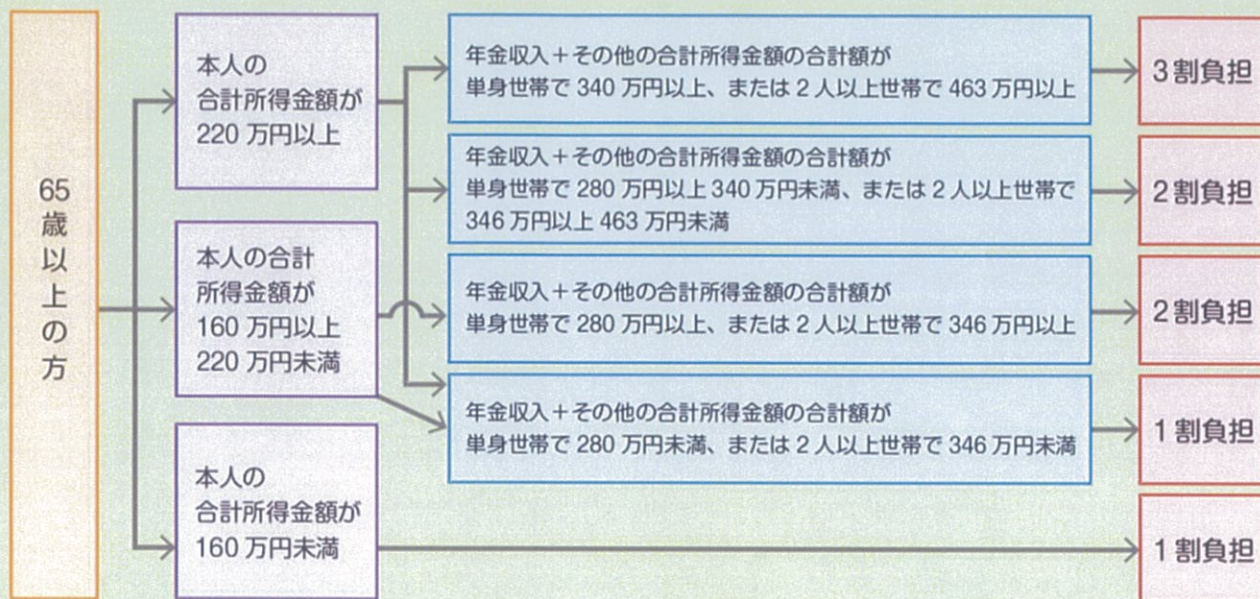 65歳以上の方
本人の
合計所得金額が
220 万円以上
年金収入＋その他の合計所得金額の合計額が
単身世帯で 340 万円以上、または 2 人以上世帯で 463 万円以上
3 割負担
年金収入＋その他の合計所得金額の合計額が
単身世帯で 280 万円以上 340 万円未満、または 2 人以上世帯で
346 万円以上 463 万円未満
2 割負担
本人の合計
所得金額が
160 万円以上
220 万円未満
年金収入＋その他の合計所得金額の合計額が
単身世帯で 280 万円以上、または 2 人以上世帯で 346 万円以上
2 割負担
年金収入＋その他の合計所得金額の合計額が
単身世帯で 280 万円未満、または 2 人以上世帯で 346 万円未満
1 割負担
本人の
合計所得金額が
160 万円未満
1 割負担